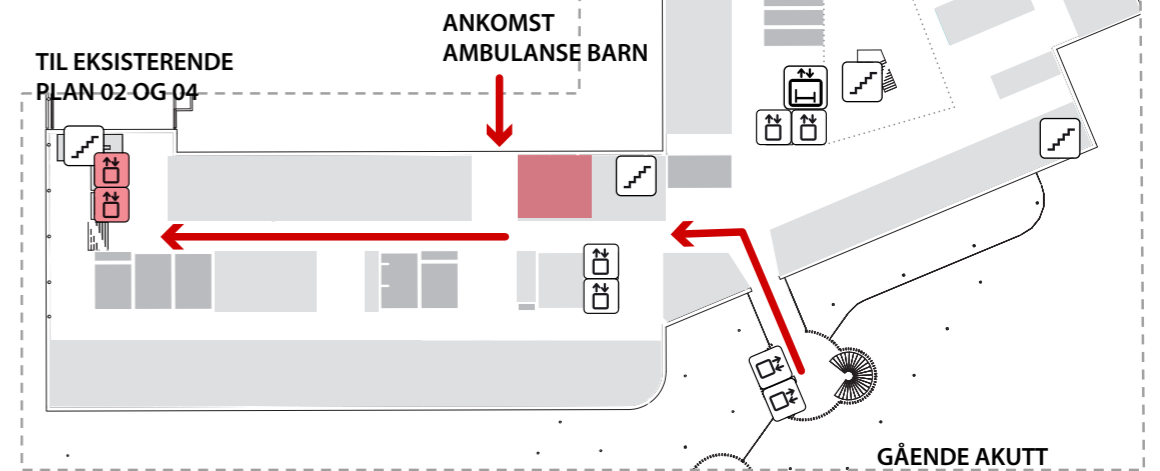 ANKOMST
AMBULANSE BARN
TIL EKSISTERENDE
PLAN 02 OG 04
GÅENDE AKUTT